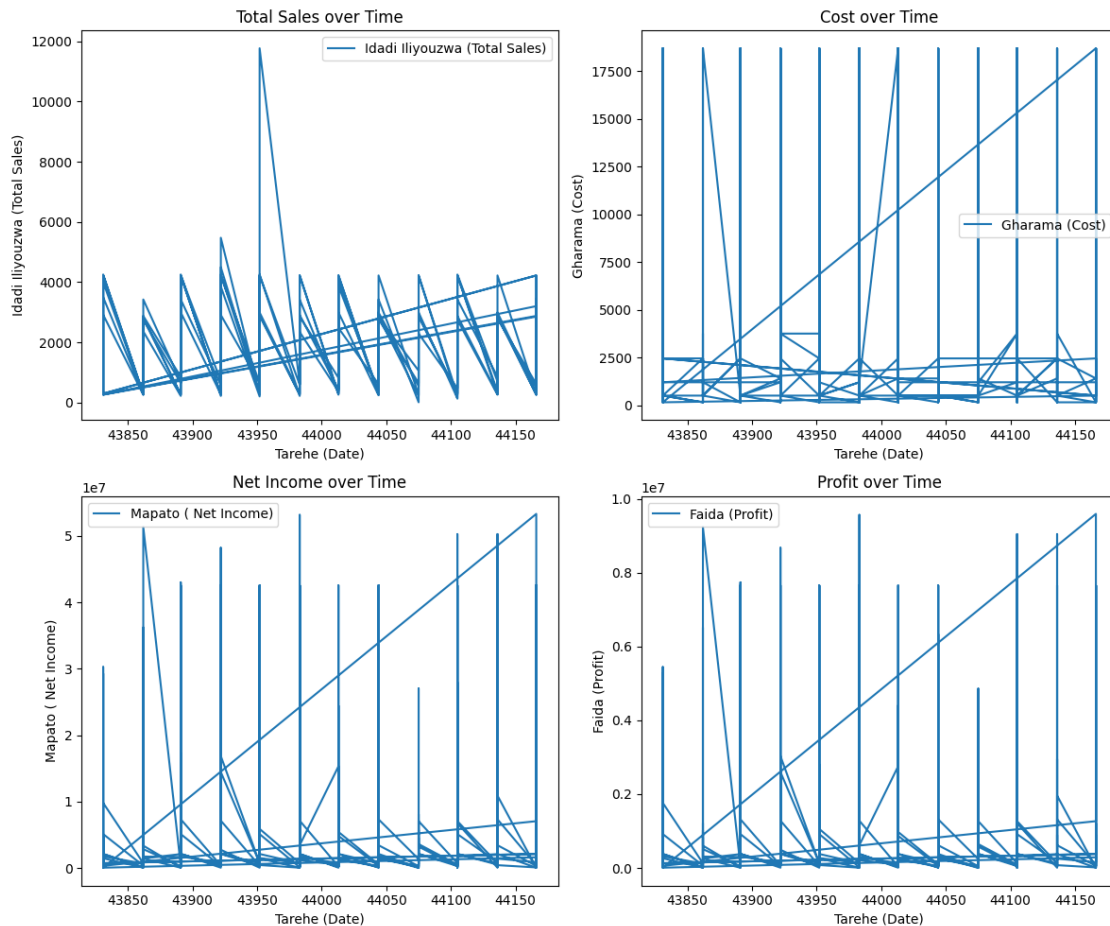 Total Sales over Time
Idadi Iliyouzwa (Total Sales)
12000
10000
8000
6000
4000
2000
0
Idadi Iliyouzwa (Total Sales)
43850 43900 43950 44000 44050 44100 44150
Tarehe (Date)
Cost over Time
Gharama (Cost)
17500
15000
12500
10000
7500
5000
2500
0
Gharama (Cost)
43850 43900 43950 44000 44050 44100 44150
Tarehe (Date)
Net Income over Time
1e7
Mapato ( Net Income)
5
4
3
2
1
0
Mapato ( Net Income)
43850 43900 43950 44000 44050 44100 44150
Tarehe (Date)
Profit over Time
1e7
Faida (Profit)
1.0
0.8
0.6
0.4
0.2
0.0
Faida (Profit)
43850 43900 43950 44000 44050 44100 44150
Tarehe (Date)